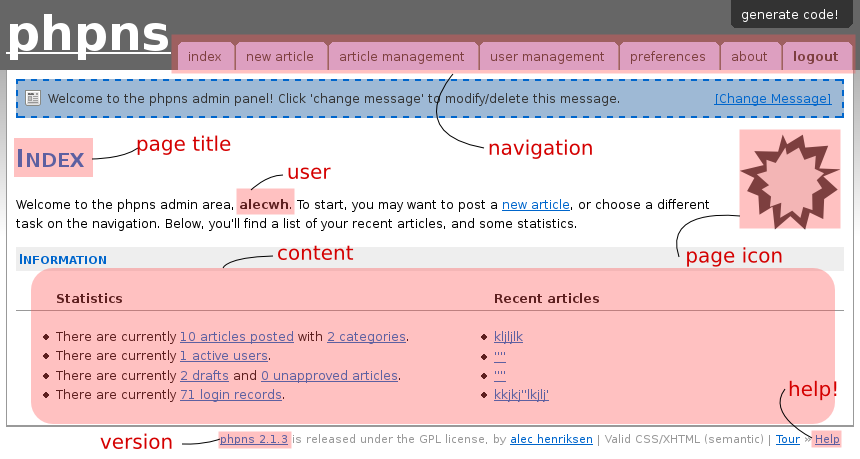 phpns
generate code!
index new article article management user management preferences about logout
Welcome to the phpns admin panel! Click 'change message' to modify/delete this message. [Change Message]
page title
navigation
INDEX
user
Welcome to the phpns admin area, alecwh. To start, you may want to post a new article, or choose a different
task on the navigation. Below, you'll find a list of your recent articles, and some statistics.
content
page icon
INFORMATION
Statistics Recent articles
There are currently 10 articles posted with 2 categories. kljljlk
There are currently 1 active users. ''''
There are currently 2 drafts and 0 unapproved articles. ''''
There are currently 71 login records. kkjkj''lkjlj'
help!
version
phpns 2.1.3 is released under the GPL license, by alec henriksen | Valid CSS/XHTML (semantic) | Tour » Help